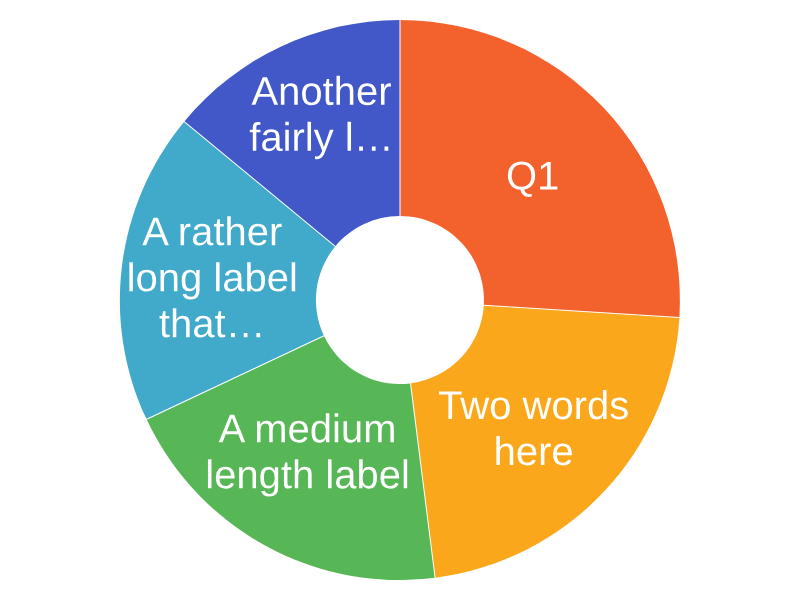 Q1
Two words
here
A medium
length label
A rather
long label
that…
Another
fairly l…